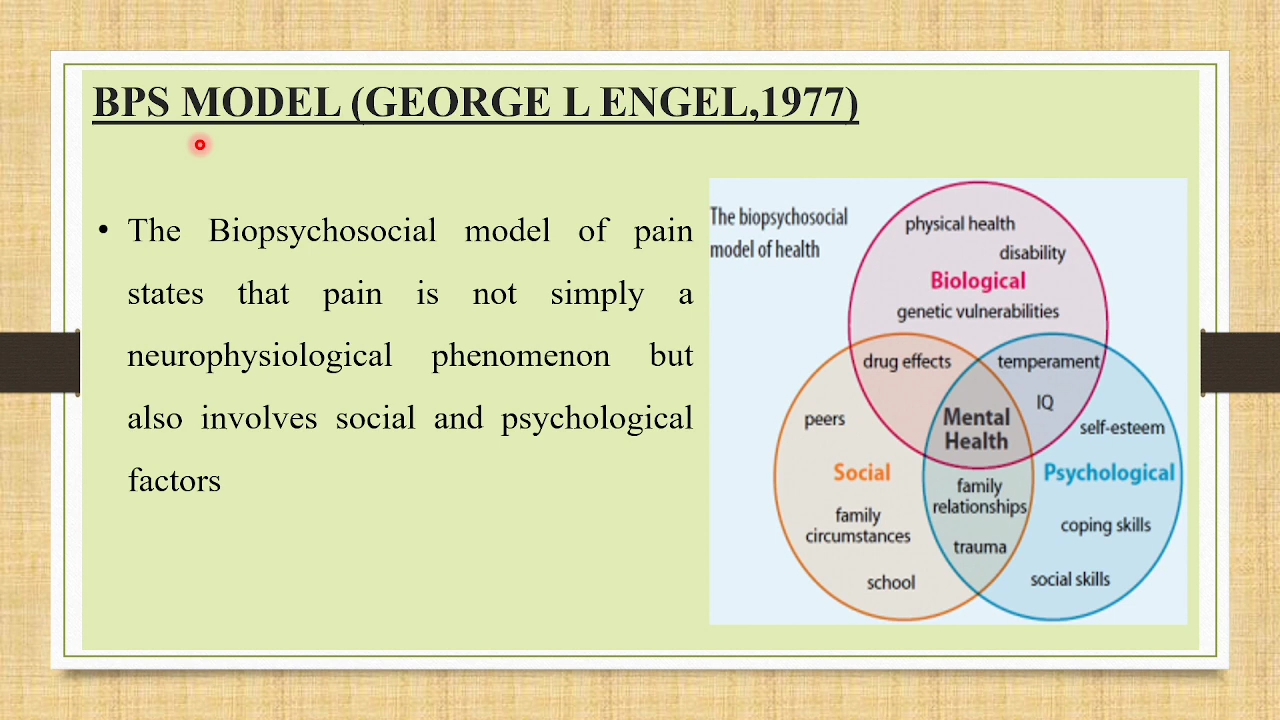 BPS MODEL (GEORGE L ENGEL,1977)
• The Biopsychosocial model of pain
states that pain is not simply a
neurophysiological phenomenon but
also involves social and psychological
factors
The biopsychosocial
model of health
physical health
disability
Biological
genetic vulnerabilities
drug effects
temperament
IQ
Mental
Health
peers
self-esteem
Social
Psychological
family
relationships
family
circumstances
coping skills
trauma
school
social skills